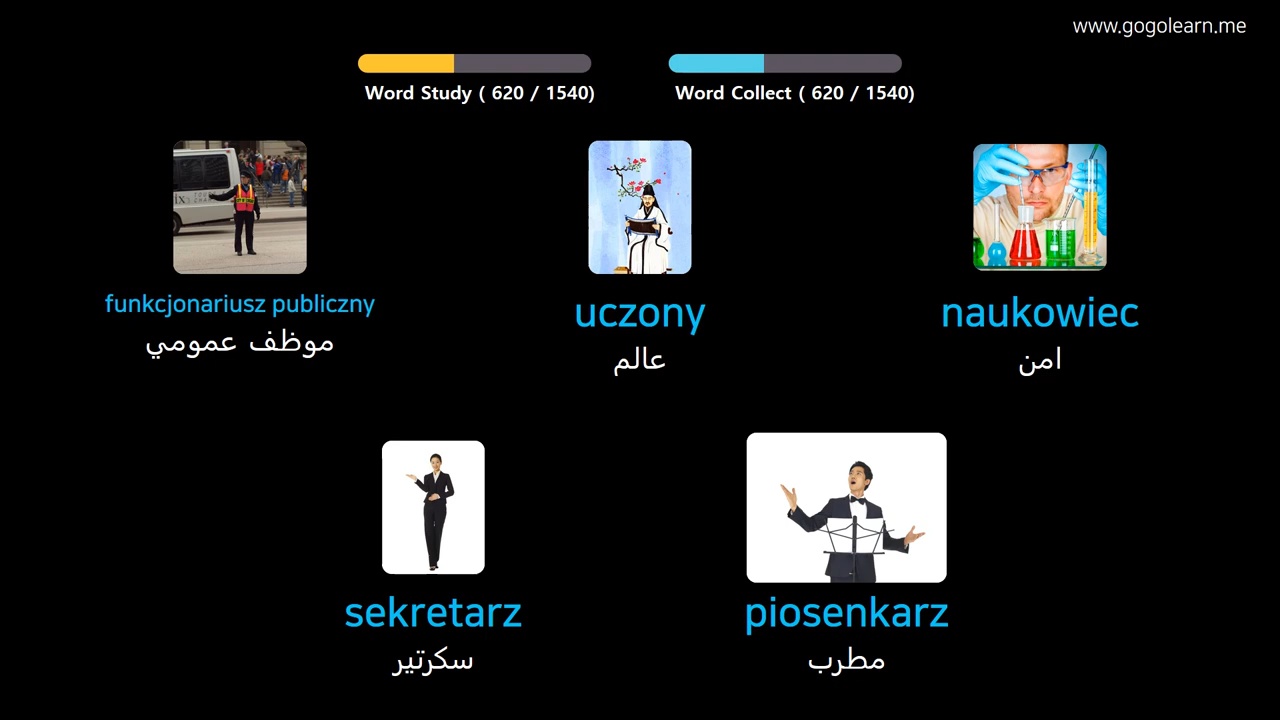 www.gogolearn.me
Word Study ( 620 / 1540)
Word Collect ( 620 / 1540)
funkcjonariusz publiczny
موظف عمومي
uczony
عالم
naukowiec
امن
sekretarz
سكرتير
piosenkarz
مطرب